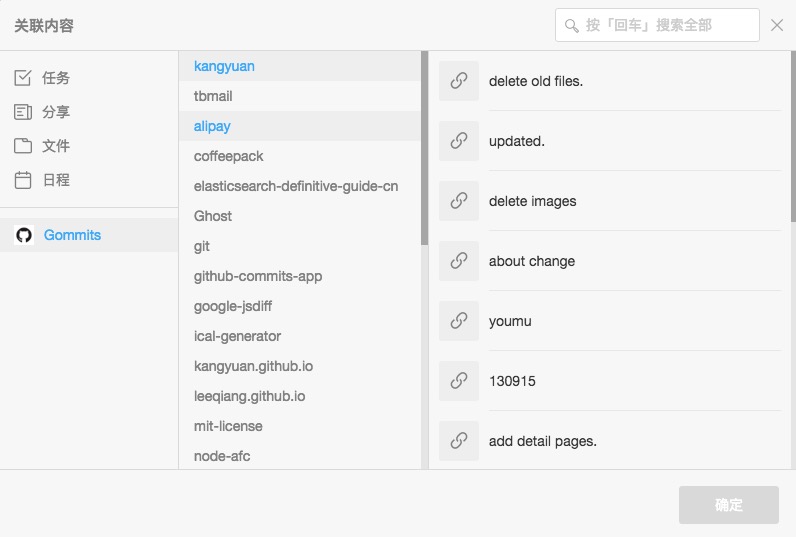 关联内容
按「回车」搜索全部
任务
分享
文件
日程
Gommits
kangyuan
tbmail
alipay
coffeepack
elasticsearch-definitive-guide-cn
Ghost
git
github-commits-app
google-jsdiff
ical-generator
kangyuan.github.io
leeqiang.github.io
mit-license
node-afc
delete old files.
updated.
delete images
about change
youmu
130915
add detail pages.
确定